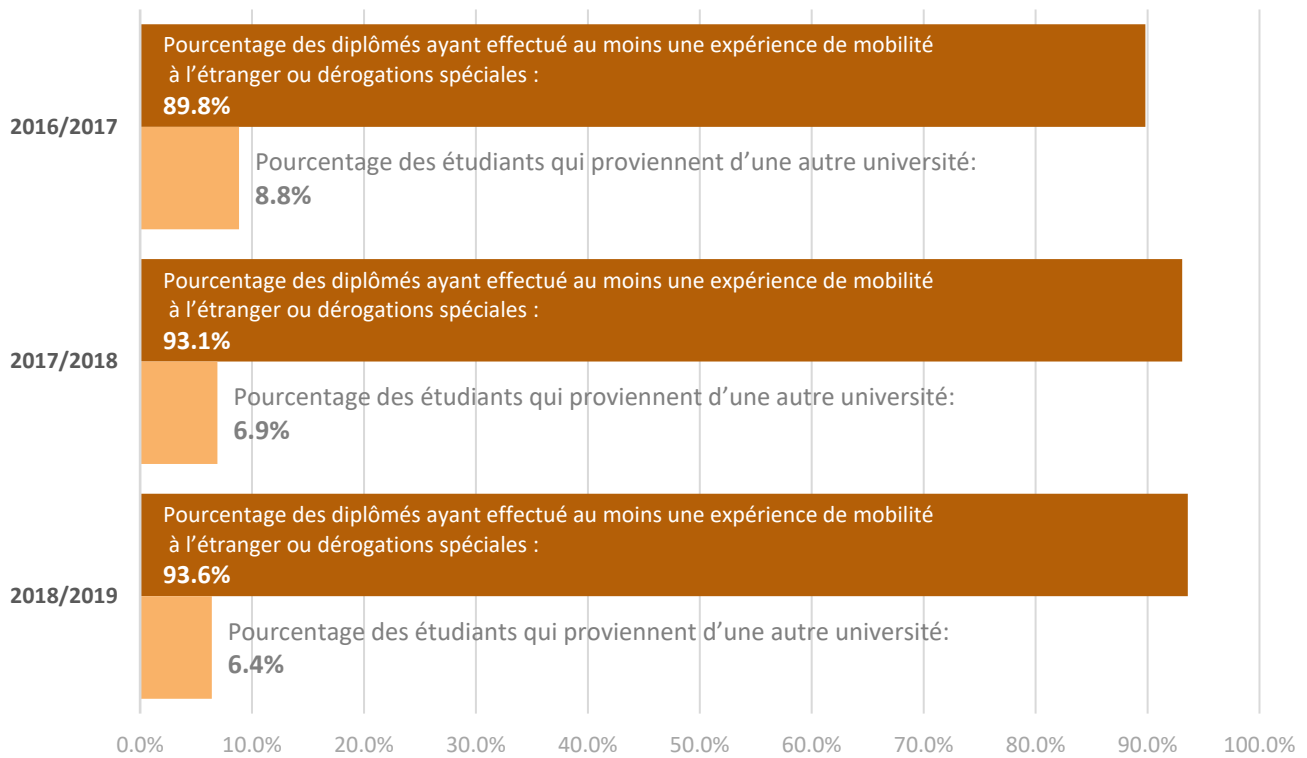 Pourcentage des diplômés ayant effectué au moins une expérience de mobilité
à l’étranger ou dérogations spéciales :
89.8%
2016/2017
Pourcentage des étudiants qui proviennent d’une autre université:
8.8%
Pourcentage des diplômés ayant effectué au moins une expérience de mobilité
à l’étranger ou dérogations spéciales :
93.1%
2017/2018
Pourcentage des étudiants qui proviennent d’une autre université:
6.9%
Pourcentage des diplômés ayant effectué au moins une expérience de mobilité
à l’étranger ou dérogations spéciales :
93.6%
2018/2019
Pourcentage des étudiants qui proviennent d’une autre université:
6.4%
0.0% 10.0% 20.0% 30.0% 40.0% 50.0% 60.0% 70.0% 80.0% 90.0% 100.0%